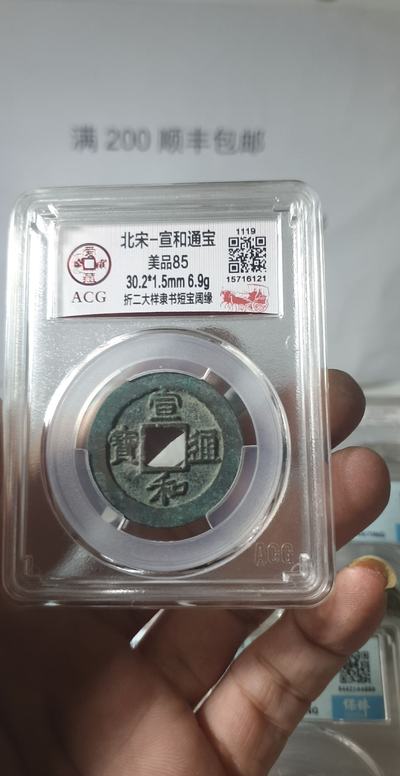 满 200 顺丰包邮
北宋-宣和通宝
美品85
30.2*1.5mm 6.9g
折二大样隶书短宝阔缘
ACG
1119
15716121
宣
寶 通
和
ACG